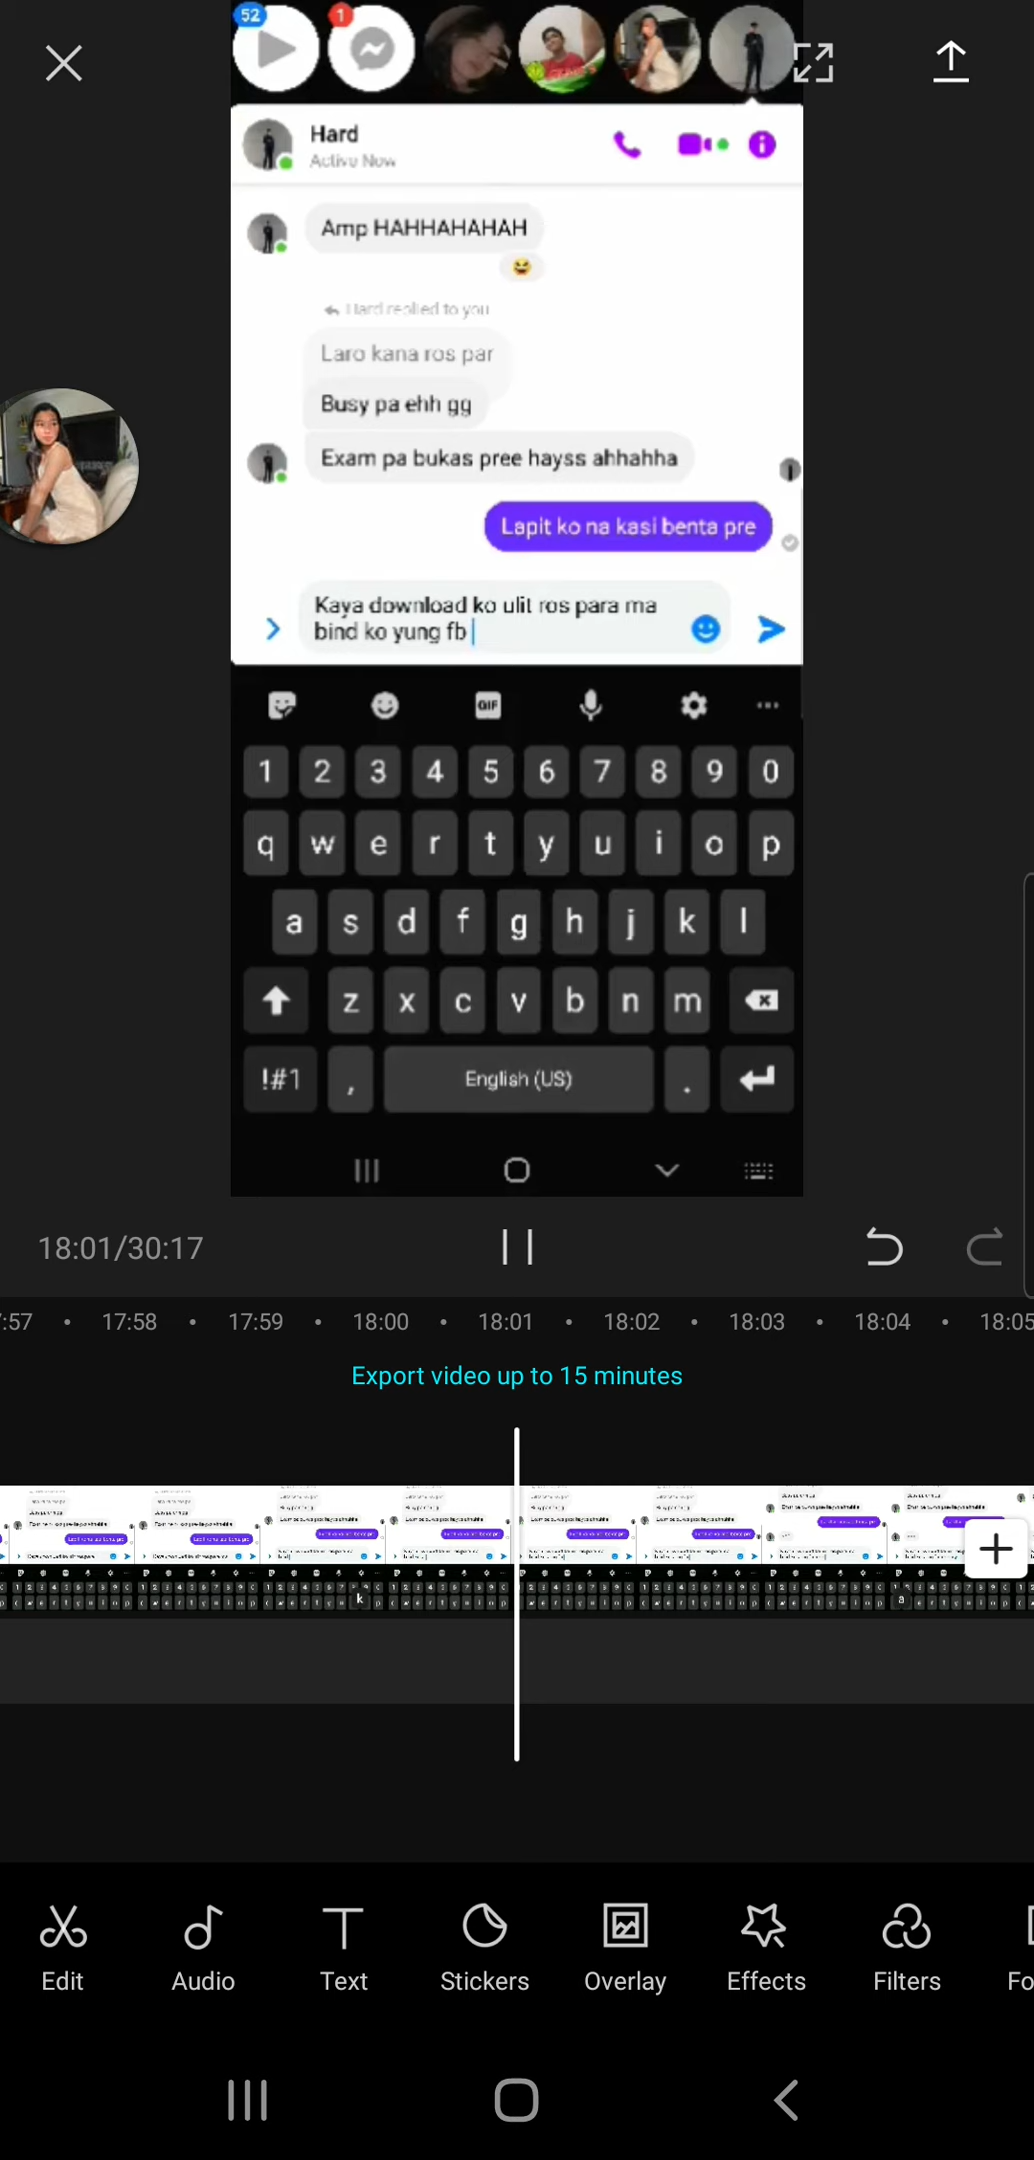 52
1
Hard
Active Now
Amp HAHHAHAHAH
Hard replied to you
Laro kana ros par
Busy pa ehh gg
Exam pa bukas pree hayss ahhahha
Lapit ko na kasi benta pre
Kaya download ko ulit ros para ma
bind ko yung fb
GIF
1 2 3 4 5 6 7 8 9 0
q w e r t y u i o p
a s d f g h j k l
z x c v b n m
!#1 , English (US) .
18:01/30:17
:57 17:58 17:59 18:00 18:01 18:02 18:03 18:04 18:05
Export video up to 15 minutes
Edit Audio Text Stickers Overlay Effects Filters Fo